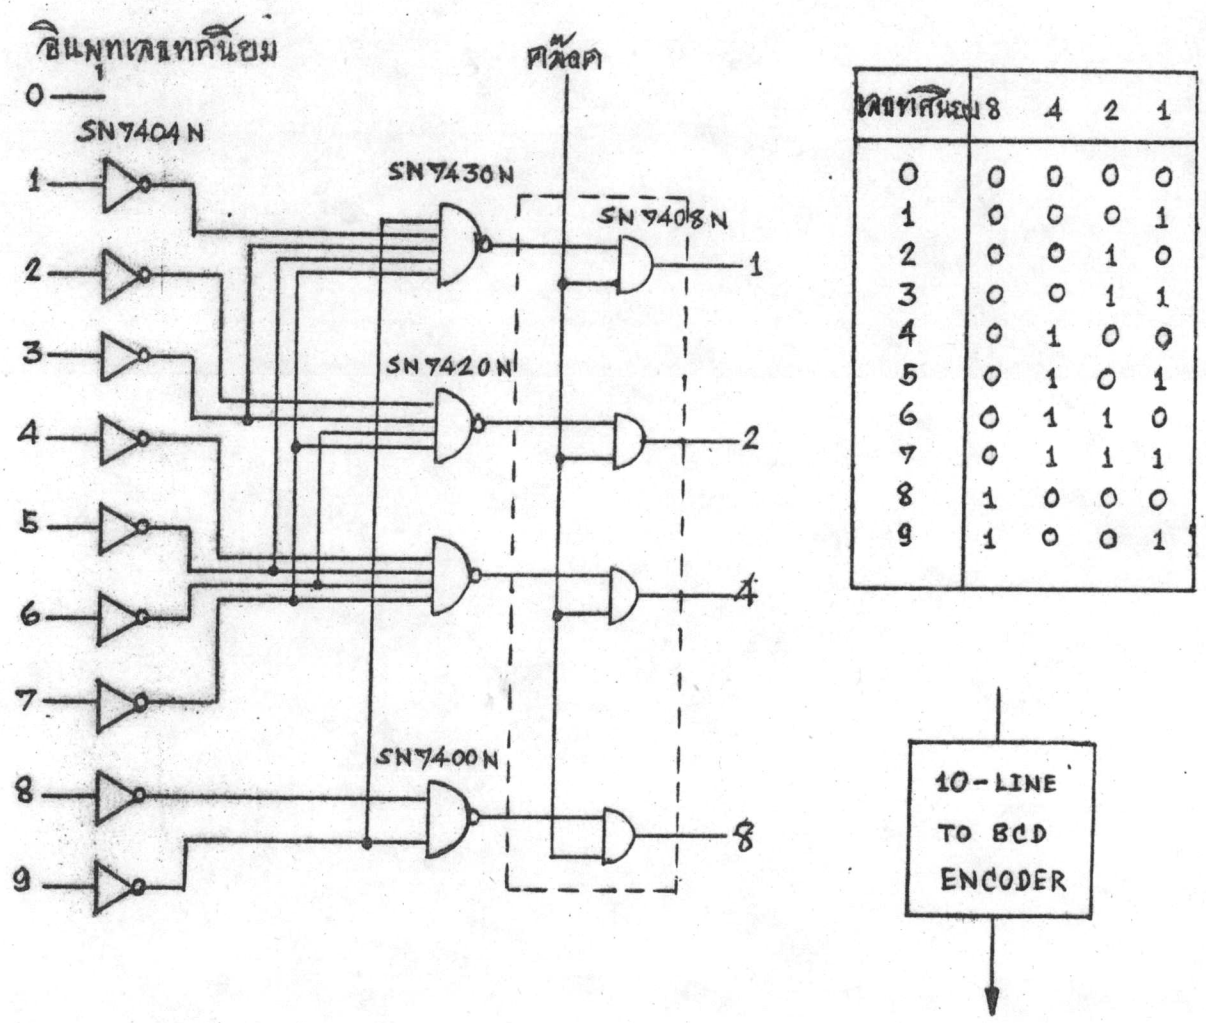 อินพุทเลขทศนิยม
คล๊อค
0
SN7404N
1
SN7430N
SN7408N
1
2
3
SN7420N
4
2
5
6
4
7
SN7400N
8
8
9
เลขทศนิยม 8 4 2 1
0 0 0 0 0
1 0 0 0 1
2 0 0 1 0
3 0 0 1 1
4 0 1 0 0
5 0 1 0 1
6 0 1 1 0
7 0 1 1 1
8 1 0 0 0
9 1 0 0 1
10-LINE
TO BCD
ENCODER